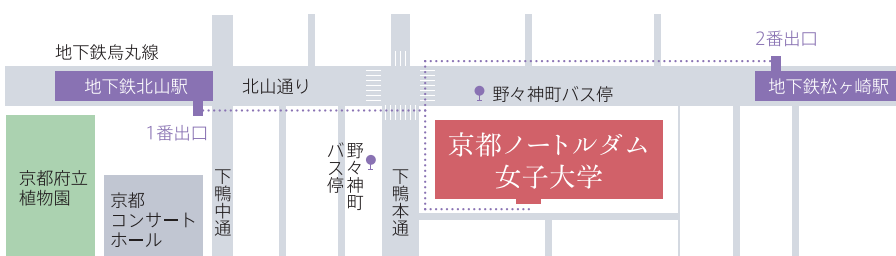 地下鉄烏丸線
2番出口
地下鉄北山駅
北山通り
野々神町バス停
地下鉄松ヶ崎駅
1番出口
京都ノートルダム
女子大学
野々神町
バス停
京都府立
植物園
京都
コンサート
ホール
下鴨中通
下鴨本通